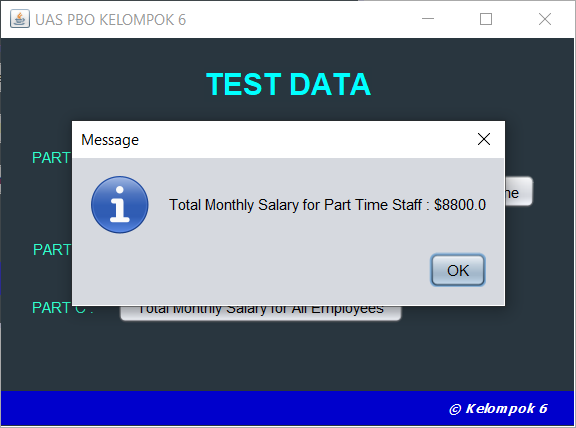 UAS PBO KELOMPOK 6
TEST DATA
PART
Message
Total Monthly Salary for Part Time Staff : $8800.0
OK
PART
PART C :
Total Monthly Salary for All Employees
© Kelompok 6